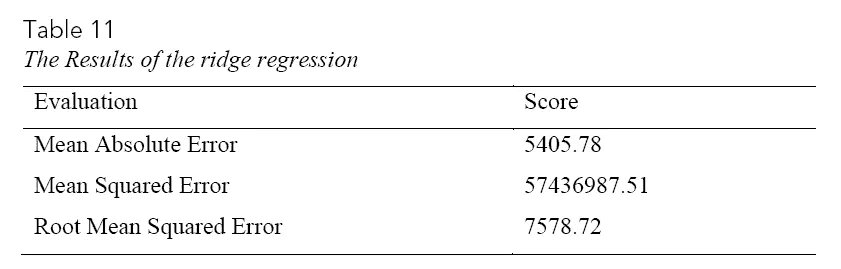 Table 11
The Results of the ridge regression
Evaluation Score
Mean Absolute Error 5405.78
Mean Squared Error 57436987.51
Root Mean Squared Error 7578.72